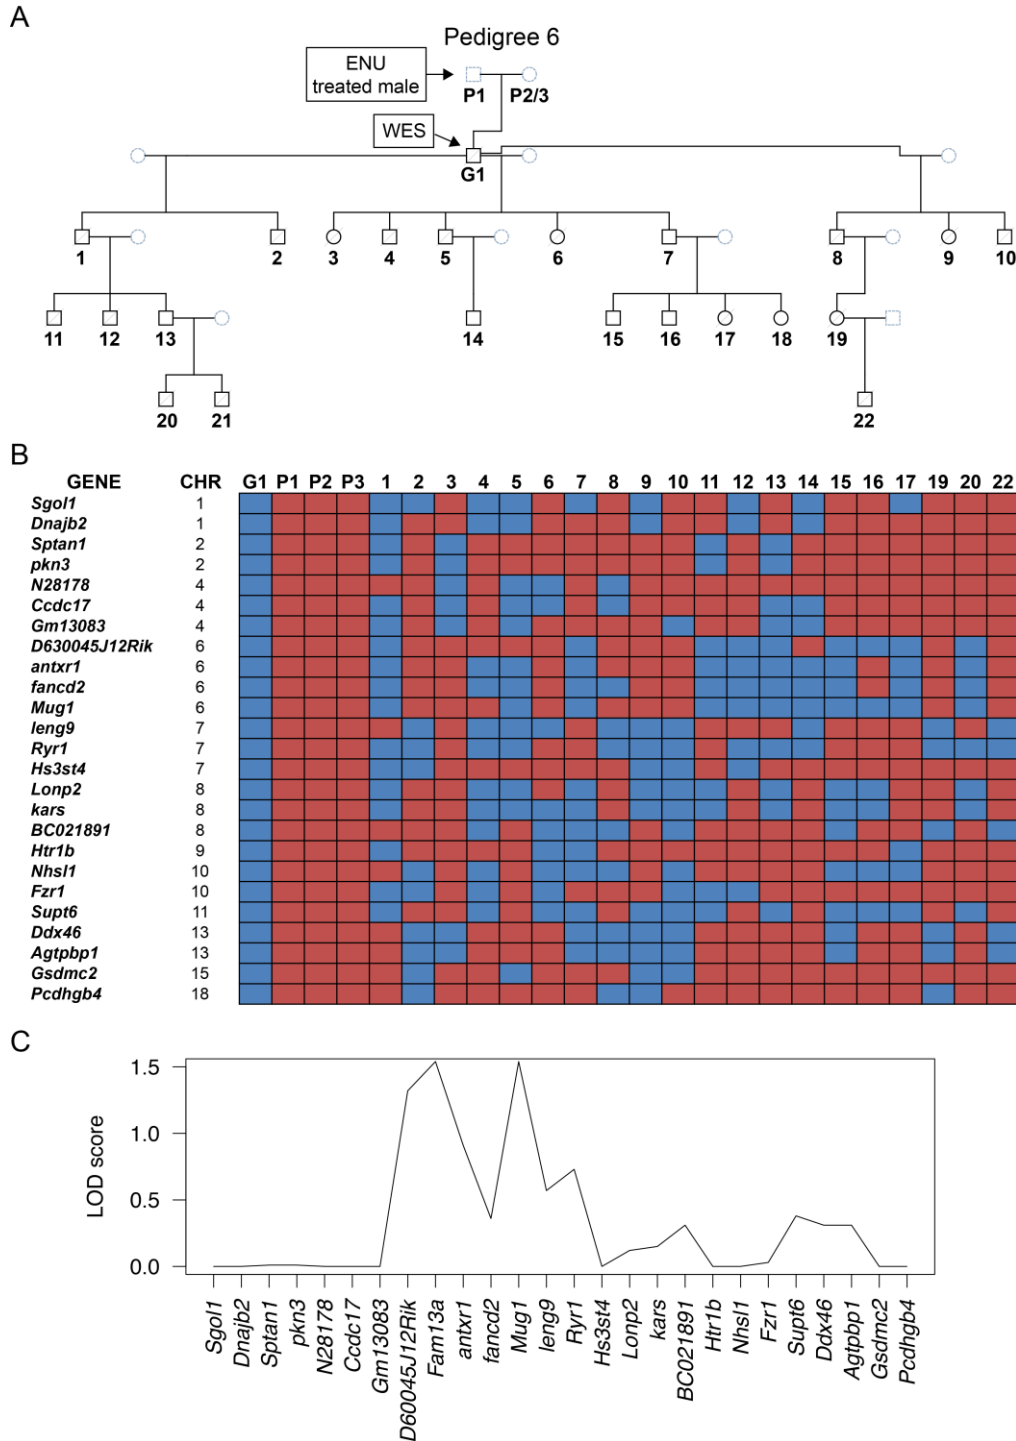 A
Pedigree 6
ENU
treated male
P1 P2/3
WES
G1
1 2 3 4 5 6 7 8 9 10
11 12 13 14 15 16 17 18 19
20 21 22
B
GENE CHR G1 P1 P2 P3 1 2 3 4 5 6 7 8 9 10 11 12 13 14 15 16 17 19 20 22
Sgol1 1
Dnajb2 1
Sptan1 2
pkn3 2
N28178 4
Ccdc17 4
Gm13083 4
D630045J12Rik 6
antxr1 6
fancd2 6
Mug1 6
leng9 7
Ryr1 7
Hs3st4 7
Lonp2 8
kars 8
BC021891 8
Htr1b 9
Nhsl1 10
Fzr1 10
Supt6 11
Ddx46 13
Agtpbp1 13
Gsdmc2 15
Pcdhgb4 18
C
LOD score
1.5
1.0
0.5
0.0
Sgol1
Dnajb2
Sptan1
pkn3
N28178
Ccdc17
Gm13083
D60045J12Rik
Fam13a
antxr1
fancd2
Mug1
leng9
Ryr1
Hs3st4
Lonp2
kars
BC021891
Htr1b
Nhsl1
Fzr1
Supt6
Ddx46
Agtpbp1
Gsdmc2
Pcdhgb4